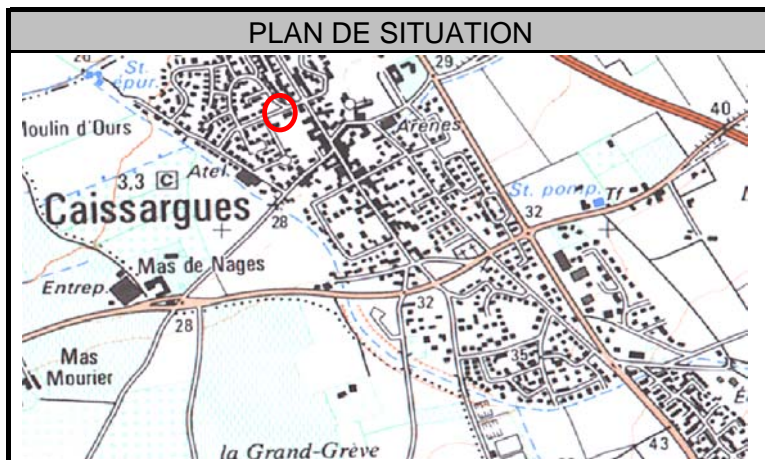 PLAN DE SITUATION
St.
épur.
29
40
Moulin d'Ours
Arènes
3,3 C Atel.
St. pomp. Tf
Caissargues
28
32
Mas de Nages
Entrep.
28
32
Mas
Mourier
35
la Grand-Grève
43